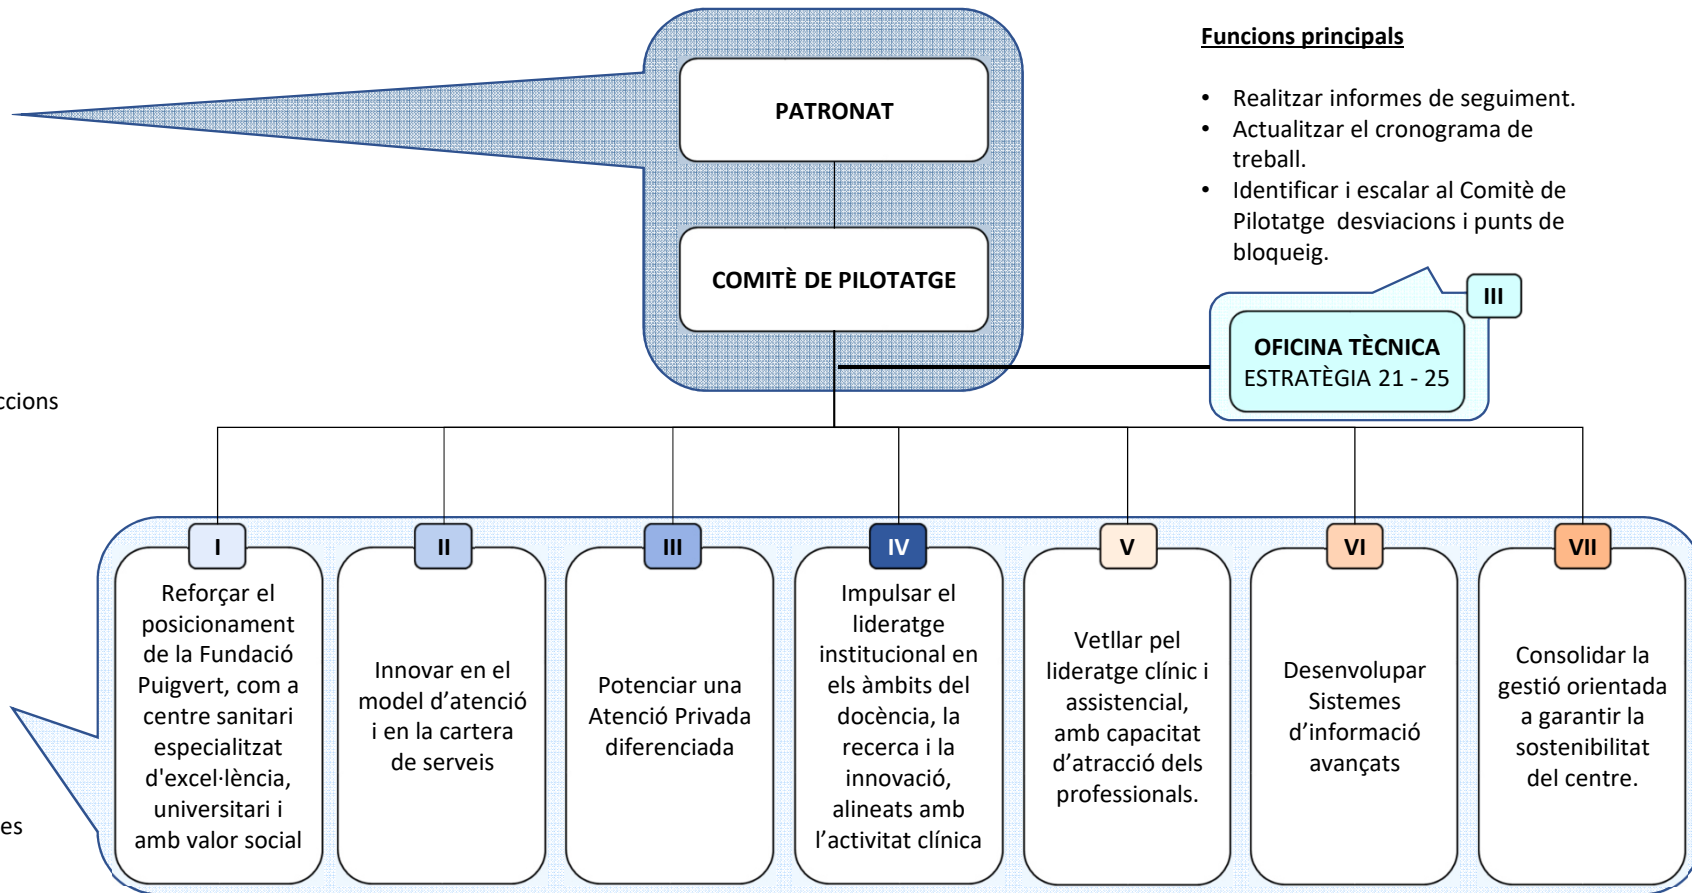 Funcions principals
• Realitzar informes de seguiment.
• Actualitzar el cronograma de
treball.
• Identificar i escalar al Comitè de
Pilotatge desviacions i punts de
bloqueig.
PATRONAT
COMITÈ DE PILOTATGE
III
OFICINA TÈCNICA
ESTRATÈGIA 21 - 25
ccions
I
Reforçar el
posicionament
de la Fundació
Puigvert, com a
centre sanitari
especialitzat
d'excel·lència,
universitari i
amb valor social
II
Innovar en el
model d’atenció
i en la cartera
de serveis
III
Potenciar una
Atenció Privada
diferenciada
IV
Impulsar el
lideratge
institucional en
els àmbits del
docència, la
recerca i la
innovació,
alineats amb
l’activitat clínica
V
Vetllar pel
lideratge clínic i
assistencial,
amb capacitat
d’atracció dels
professionals.
VI
Desenvolupar
Sistemes
d’informació
avançats
VII
Consolidar la
gestió orientada
a garantir la
sostenibilitat
del centre.
es